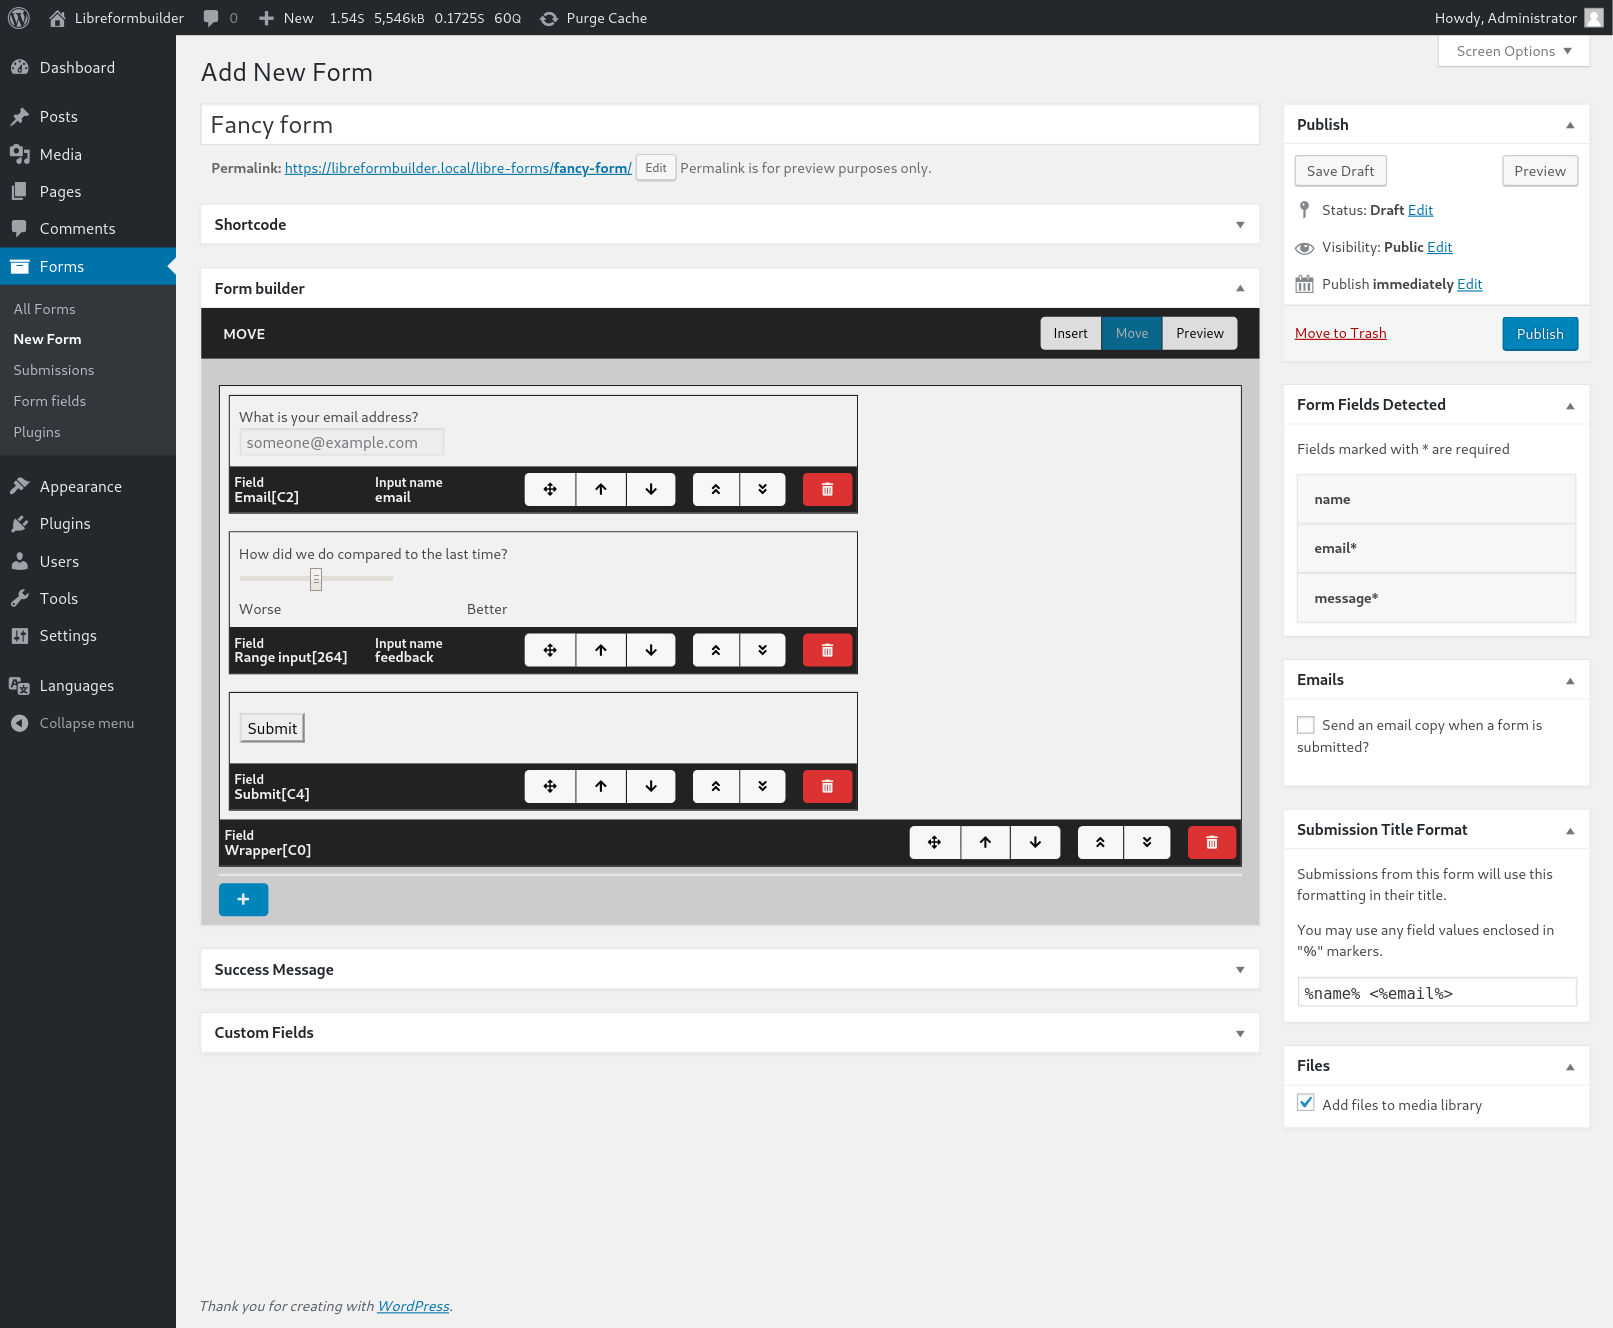 Libreformbuilder 0 New 1.54S 5,546KB 0.1725S 60Q Purge Cache Howdy, Administrator
Screen Options
Dashboard
Posts
Media
Pages
Comments
Forms
All Forms
New Form
Submissions
Form fields
Plugins
Appearance
Plugins
Users
Tools
Settings
Languages
Collapse menu
Add New Form
Fancy form
Permalink: https://libreformbuilder.local/libre-forms/fancy-form/ Edit Permalink is for preview purposes only.
Shortcode
Form builder
MOVE Insert Move Preview
What is your email address?
someone@example.com
Field Input name
Email[C2] email
How did we do compared to the last time?
Worse Better
Field Input name
Range input[264] feedback
Submit
Field
Submit[C4]
Field
Wrapper[C0]
+
Success Message
Custom Fields
Publish
Save Draft Preview
Status: Draft Edit
Visibility: Public Edit
Publish immediately Edit
Move to Trash Publish
Form Fields Detected
Fields marked with * are required
name
email*
message*
Emails
Send an email copy when a form is
submitted?
Submission Title Format
Submissions from this form will use this
formatting in their title.
You may use any field values enclosed in
"%" markers.
%name% <%email%>
Files
Add files to media library
Thank you for creating with WordPress.